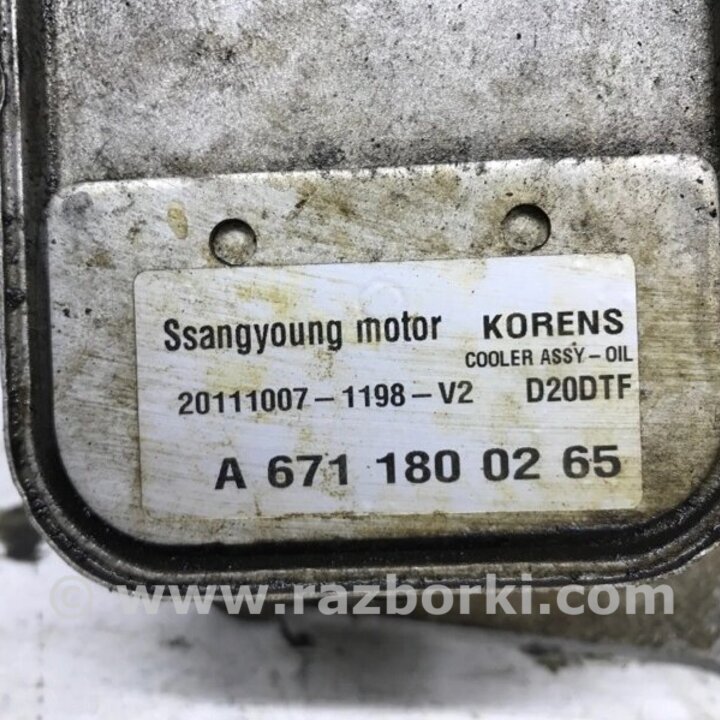 Ssangyoung motor KORENS
COOLER ASSY-OIL
20111007-1198-V2 D20DTF
A 671 180 02 65
© www.razborki.com